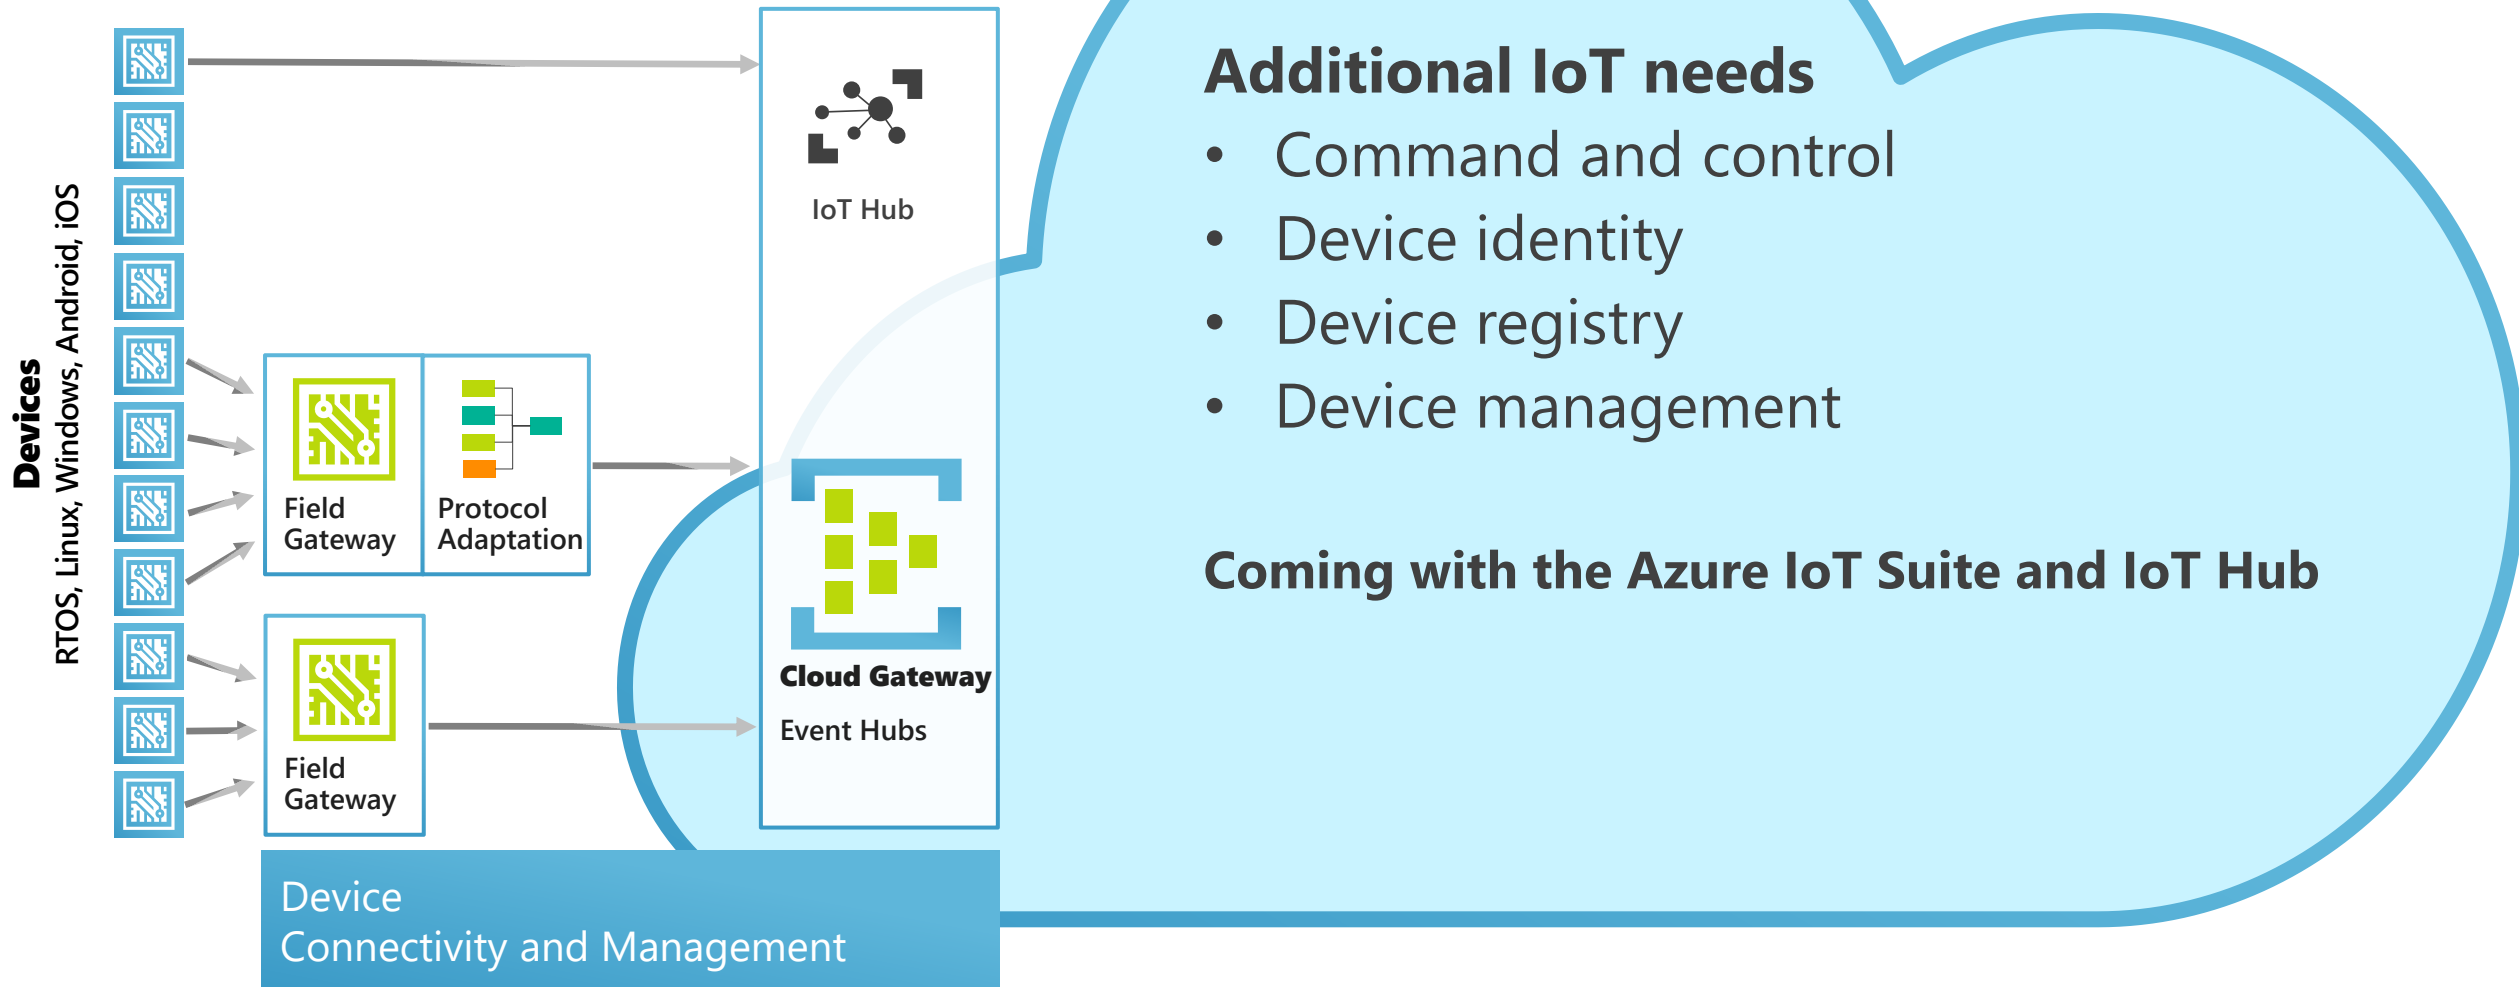 Devices
RTOS, Linux, Windows, Android, iOS
Field
Gateway
Protocol
Adaptation
Field
Gateway
IoT Hub
Cloud Gateway
Event Hubs
Device
Connectivity and Management
Additional IoT needs
• Command and control
• Device identity
• Device registry
• Device management
Coming with the Azure IoT Suite and IoT Hub